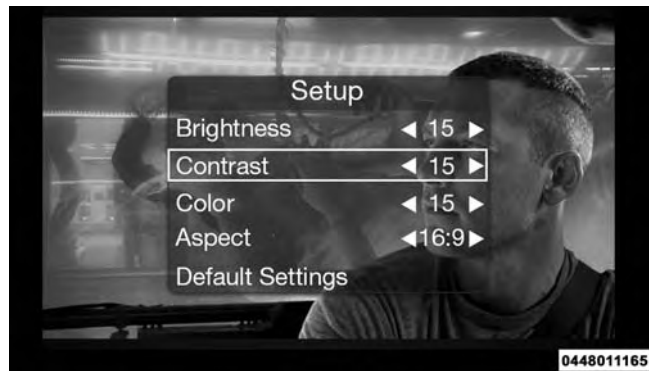 Setup
Brightness ◀ 15 ▶
Contrast ◀ 15 ▶
Color ◀ 15 ▶
Aspect ◀16:9▶
Default Settings
0448011165